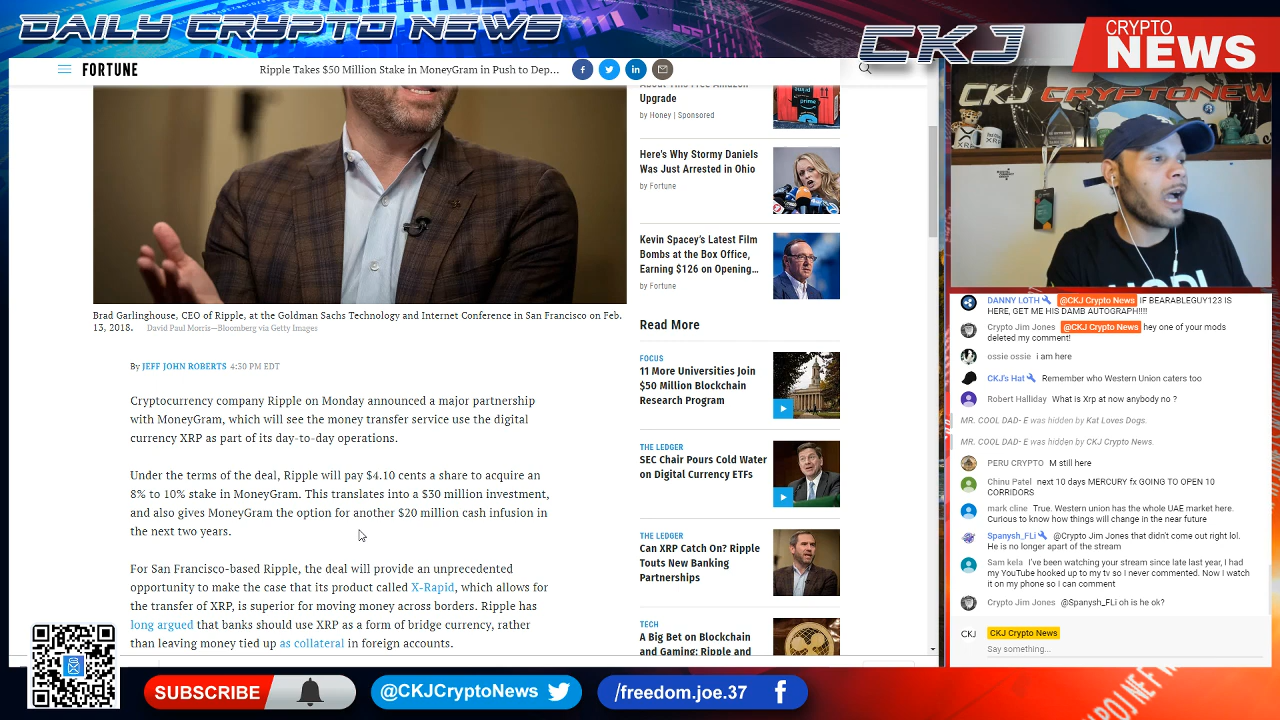 DAILY CRYPTO NEWS
CKJ
CRYPTO
NEWS
FORTUNE
Ripple Takes $50 Million Stake in MoneyGram in Push to Dep...
Upgrade
by Honey | Sponsored
Here's Why Stormy Daniels
Was Just Arrested in Ohio
by Fortune
Kevin Spacey's Latest Film
Bombs at the Box Office,
Earning $126 on Opening...
by Fortune
Brad Garlinghouse, CEO of Ripple, at the Goldman Sachs Technology and Internet Conference in San Francisco on Feb.
13, 2018. David Paul Morris—Bloomberg via Getty Images
By JEFF JOHN ROBERTS 4:30 PM EDT
Cryptocurrency company Ripple on Monday announced a major partnership
with MoneyGram, which will see the money transfer service use the digital
currency XRP as part of its day-to-day operations.
Under the terms of the deal, Ripple will pay $4.10 cents a share to acquire an
8% to 10% stake in MoneyGram. This translates into a $30 million investment,
and also gives MoneyGram the option for another $20 million cash infusion in
the next two years.
For San Francisco-based Ripple, the deal will provide an unprecedented
opportunity to make the case that its product called X-Rapid, which allows for
the transfer of XRP, is superior for moving money across borders. Ripple has
long argued that banks should use XRP as a form of bridge currency, rather
than leaving money tied up as collateral in foreign accounts.
Read More
FOCUS
11 More Universities Join
$50 Million Blockchain
Research Program
THE LEDGER
SEC Chair Pours Cold Water
on Digital Currency ETFs
THE LEDGER
Can XRP Catch On? Ripple
Touts New Banking
Partnerships
TECH
A Big Bet on Blockchain
and Gaming: Ripple and
CKJ CRYPTONEW
DANNY LOTH @CKJ Crypto News IF BEARABLEGUY123 IS
HERE, GET ME HIS DAMB AUTOGRAPH!!!!
Crypto Jim Jones @CKJ Crypto News hey one of your mods
deleted my comment!
ossie ossie i am here
CKJ's Hat Remember who Western Union caters too
Robert Halliday What is Xrp at now anybody no ?
MR. COOL DAD- E was hidden by Kat Loves Dogs.
MR. COOL DAD- E was hidden by CKJ Crypto News.
PERU CRYPTO M still here
Chinu Patel next 10 days MERCURY fx GOING TO OPEN 10
CORRIDORS
mark cline True. Western union has the whole UAE market here.
Curious to know how things will change in the near future
Spanysh_FLi @Crypto Jim Jones that didn't come out right lol.
He is no longer apart of the stream
Sam kela I've been watching your stream since late last year, I had
my YouTube hooked up to my tv so I never commented. Now I watch
it on my phone so I can comment
Crypto Jim Jones @Spanysh_FLi oh is he ok?
CKJ CKJ Crypto News
Say something...
SUBSCRIBE
@CKJCryptoNews
/freedom.joe.37